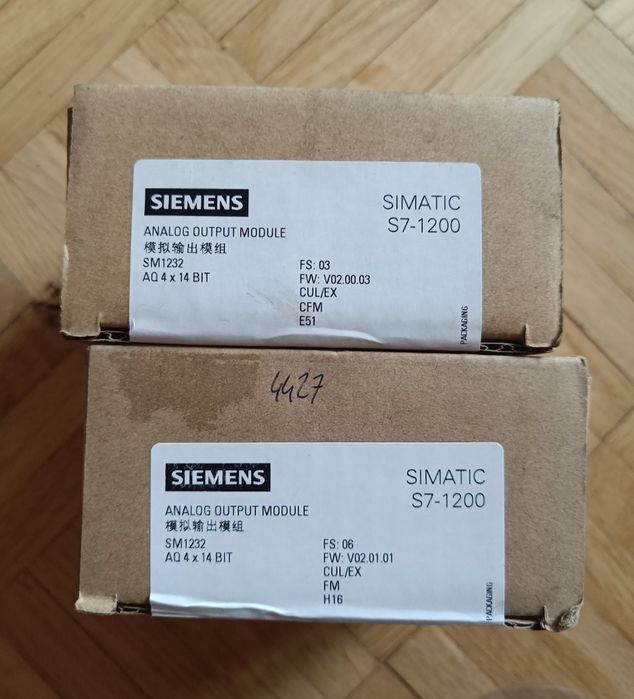 SIEMENS
SIMATIC
S7-1200
ANALOG OUTPUT MODULE
模拟输出模组
SM1232
AQ 4 x 14 BIT
FS: 03
FW: V02.00.03
CUL/EX
CFM
E51
PACKAGING
4427
SIEMENS
SIMATIC
S7-1200
ANALOG OUTPUT MODULE
模拟输出模组
SM1232
AQ 4 x 14 BIT
FS: 06
FW: V02.01.01
CUL/EX
FM
H16
PACKAGING